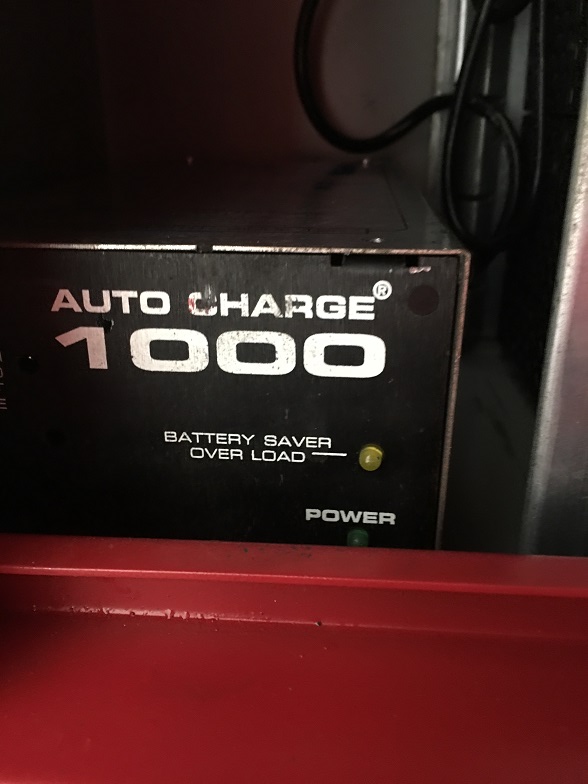 AUTO CHARGE®
1000
BATTERY SAVER
OVER LOAD
POWER